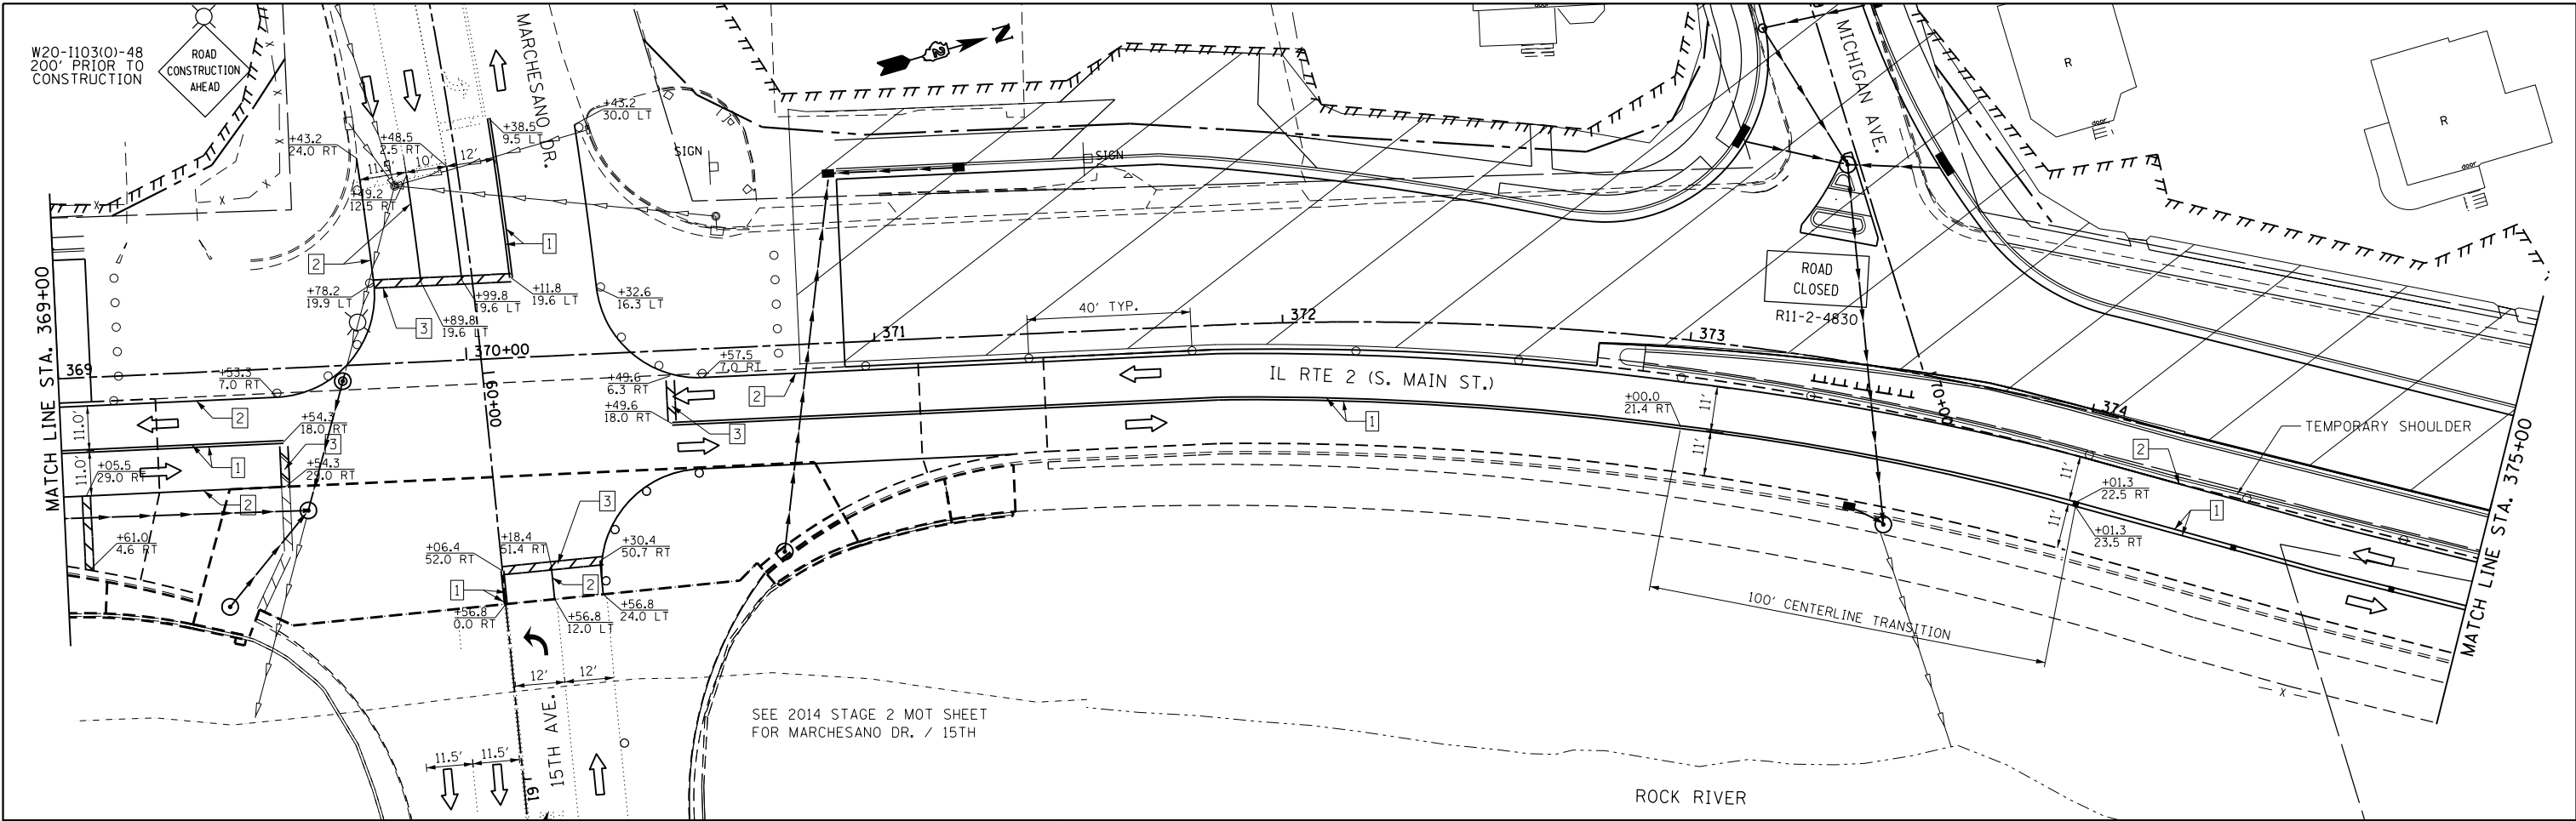 W20-I103(O)-48
200' PRIOR TO
CONSTRUCTION
ROAD
CONSTRUCTION
AHEAD
MARCHESANO DR.
N
MICHIGAN AVE.
R
R
door
door
door
SIGN
SIGN
+43.2
24.0 RT
+48.5
2.5 RT
+38.5
9.5 LT
+43.2
30.0 LT
11.5'
10'
12'
+49.2
12.5 RT
1
2
+78.2
19.9 LT
3
+89.8
19.6 LT
+99.8
19.6 LT
+11.8
19.6 LT
+32.6
16.3 LT
40' TYP.
ROAD
CLOSED
R11-2-4830
MATCH LINE STA. 369+00
369
370+00
371
372
373
374
60+00
70+00
+53.3
7.0 RT
+57.5
7.0 RT
+49.6
6.3 RT
+49.6
18.0 RT
IL RTE 2 (S. MAIN ST.)
2
2
3
1
11.0'
11.0'
+54.3
18.0 RT
3
1
+05.5
29.0 RT
+54.3
29.0 RT
2
+61.0
4.6 RT
+00.0
21.4 RT
11'
11'
TEMPORARY SHOULDER
2
+01.3
22.5 RT
11'
11'
+01.3
23.5 RT
1
MATCH LINE STA. 375+00
+06.4
52.0 RT
+18.4
51.4 RT
3
+30.4
50.7 RT
1
2
+56.8
0.0 RT
+56.8
12.0 LT
+56.8
24.0 LT
100' CENTERLINE TRANSITION
12'
12'
15TH AVE.
61
11.5'
11.5'
SEE 2014 STAGE 2 MOT SHEET
FOR MARCHESANO DR. / 15TH
ROCK RIVER